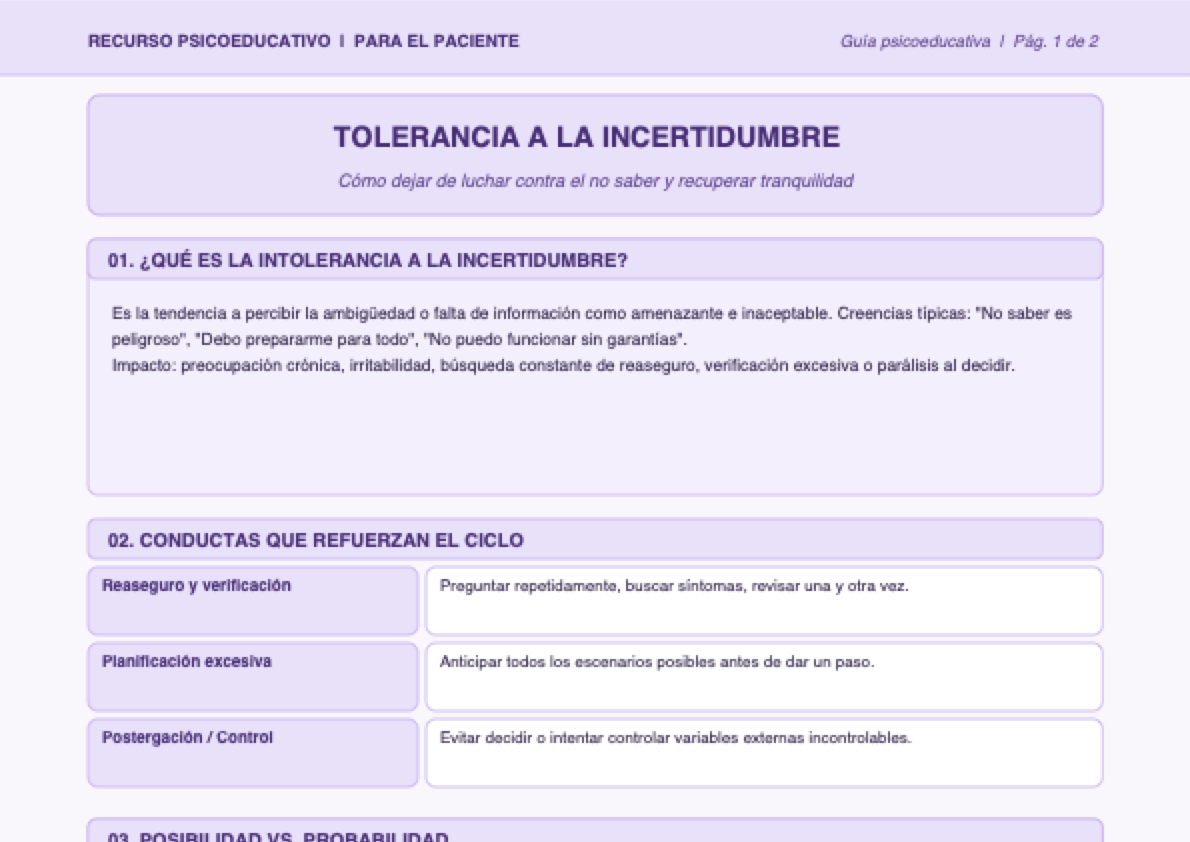 RECURSO PSICOEDUCATIVO | PARA EL PACIENTE
Guía psicoeducativa | Pág. 1 de 2
TOLERANCIA A LA INCERTIDUMBRE
Cómo dejar de luchar contra el no saber y recuperar tranquilidad
01. ¿QUÉ ES LA INTOLERANCIA A LA INCERTIDUMBRE?
Es la tendencia a percibir la ambigüedad o falta de información como amenazante e inaceptable. Creencias típicas: "No saber es
peligroso", "Debo prepararme para todo", "No puedo funcionar sin garantías".
Impacto: preocupación crónica, irritabilidad, búsqueda constante de reaseguro, verificación excesiva o parálisis al decidir.
02. CONDUCTAS QUE REFUERZAN EL CICLO
Reaseguro y verificación
Preguntar repetidamente, buscar síntomas, revisar una y otra vez.
Planificación excesiva
Anticipar todos los escenarios posibles antes de dar un paso.
Postergación / Control
Evitar decidir o intentar controlar variables externas incontrolables.
03. POSIBILIDAD VS. PROBABILIDAD